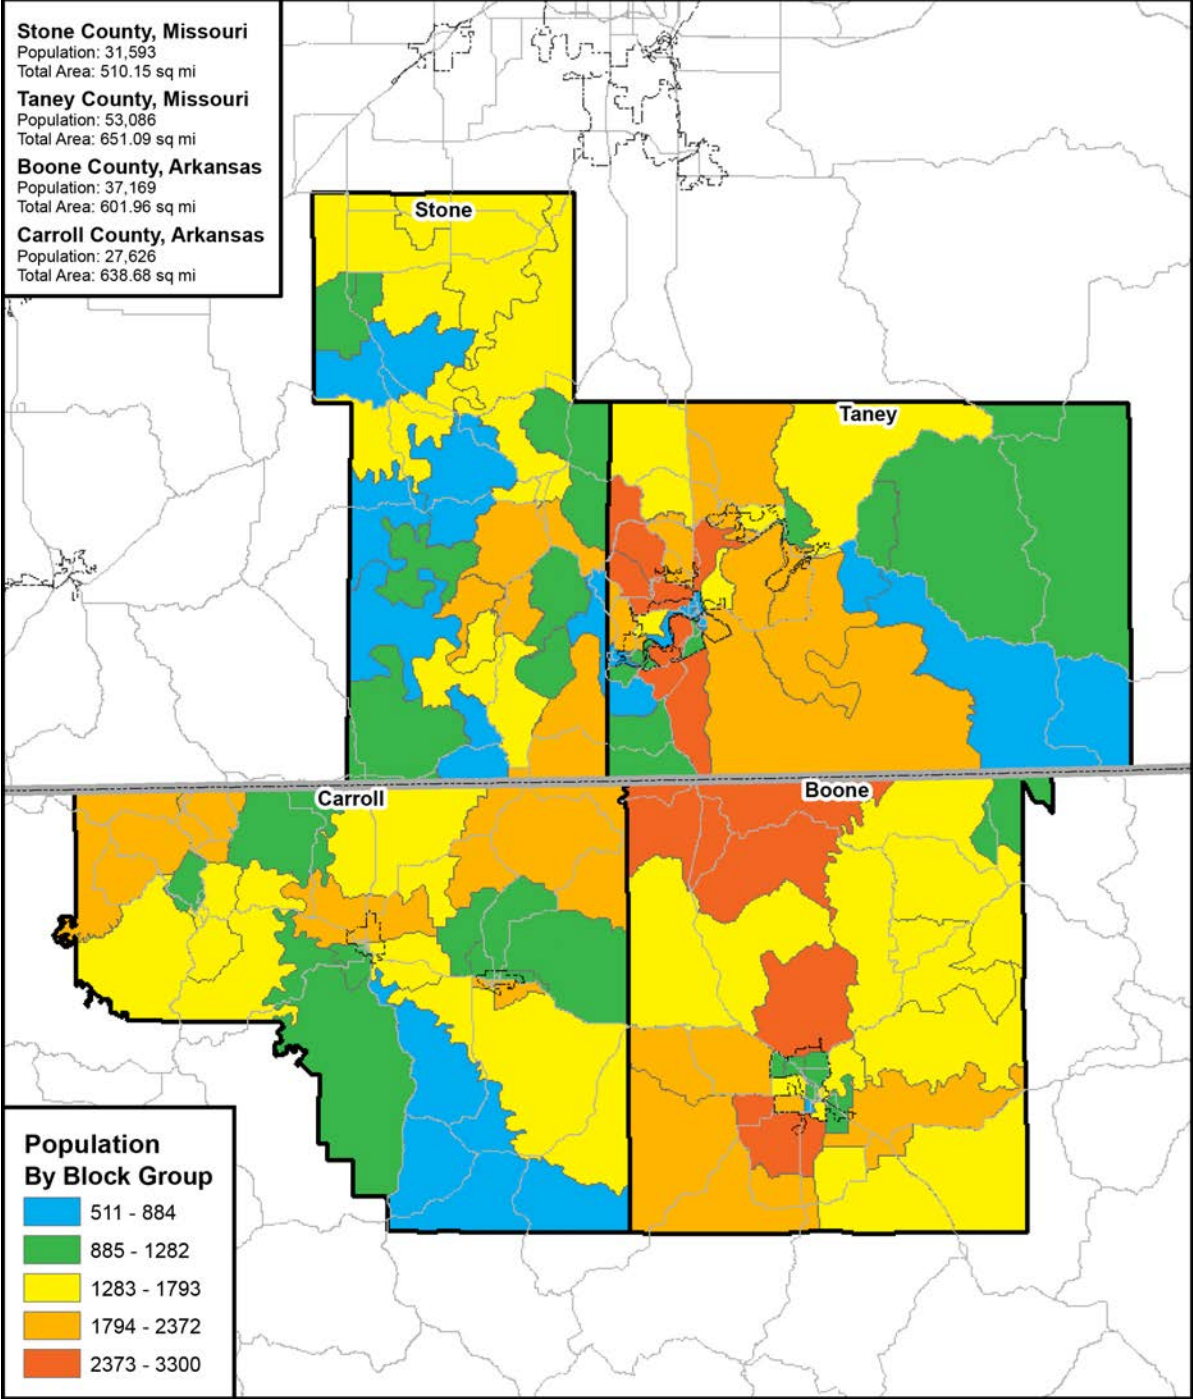 Stone County, Missouri
Population: 31,593
Total Area: 510.15 sq mi
Taney County, Missouri
Population: 53,086
Total Area: 651.09 sq mi
Boone County, Arkansas
Population: 37,169
Total Area: 601.96 sq mi
Carroll County, Arkansas
Population: 27,626
Total Area: 638.68 sq mi
Stone
Taney
Carroll
Boone
Population
By Block Group
511 - 884
885 - 1282
1283 - 1793
1794 - 2372
2373 - 3300